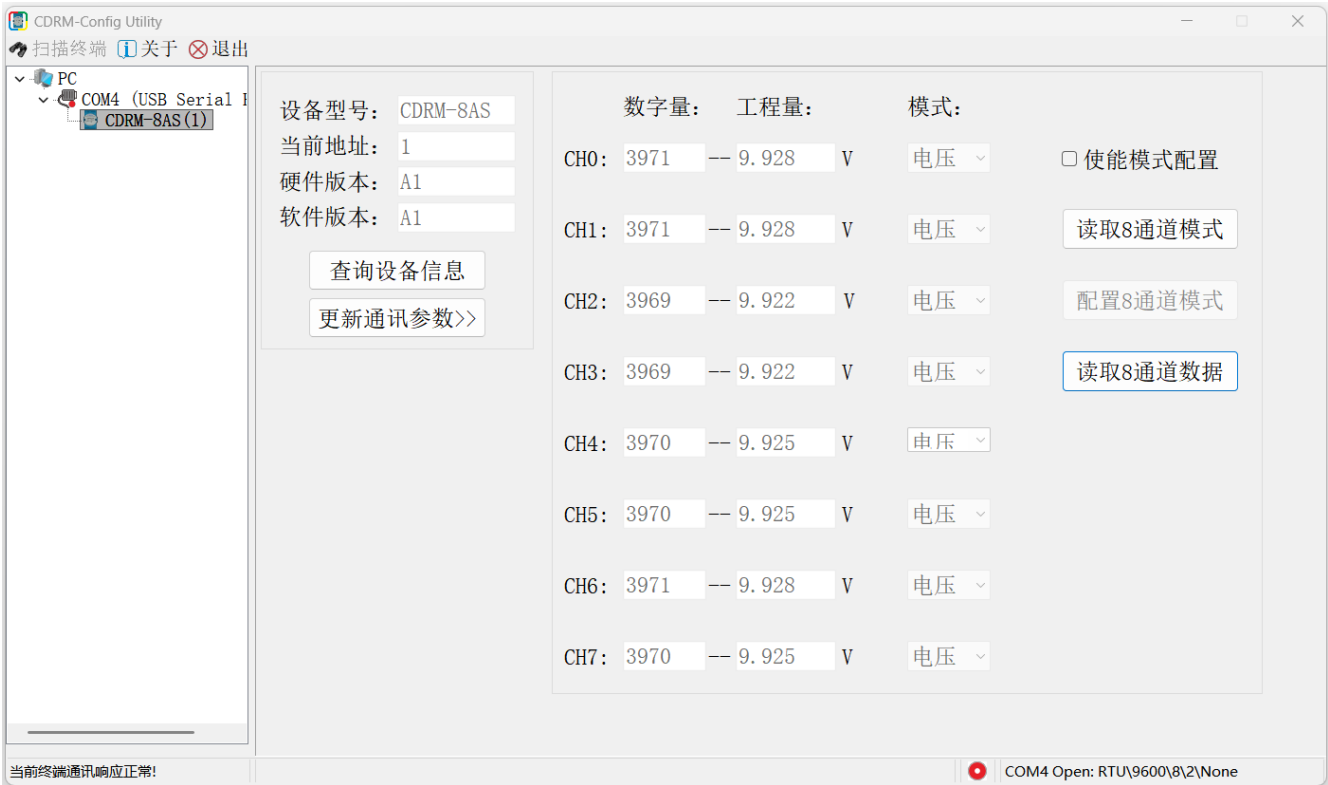 CDRM-Config Utility
扫描终端 关于 退出
PC
COM4 (USB Serial
CDRM-8AS(1)
设备型号: CDRM-8AS
当前地址: 1
硬件版本: A1
软件版本: A1
查询设备信息
更新通讯参数>>
数字量: 工程量: 模式:
CH0: 3971 -- 9.928 V 电压
CH1: 3971 -- 9.928 V 电压
CH2: 3969 -- 9.922 V 电压
CH3: 3969 -- 9.922 V 电压
CH4: 3970 -- 9.925 V 电压
CH5: 3970 -- 9.925 V 电压
CH6: 3971 -- 9.928 V 电压
CH7: 3970 -- 9.925 V 电压
使能模式配置
读取8通道模式
配置8通道模式
读取8通道数据
当前终端通讯响应正常!
COM4 Open: RTU\9600\8\2\None